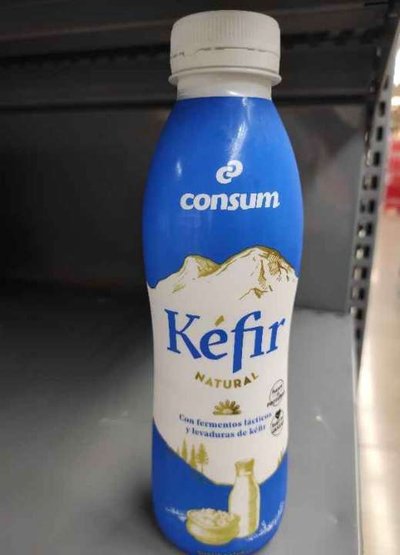 consum
Kéfir
NATURAL
Con fermentos lácticos
y levaduras de kéfir